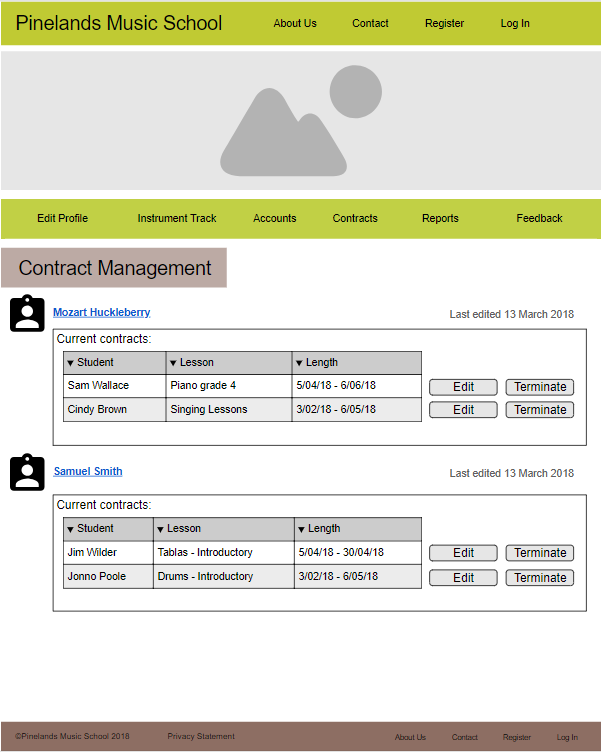 Pinelands Music School About Us Contact Register Log In
Edit Profile Instrument Track Accounts Contracts Reports Feedback
Contract Management
Mozart Huckleberry Last edited 13 March 2018
Current contracts:
▼ Student ▼ Lesson ▼ Length
Sam Wallace Piano grade 4 5/04/18 - 6/06/18 Edit Terminate
Cindy Brown Singing Lessons 3/02/18 - 6/05/18 Edit Terminate
Samuel Smith Last edited 13 March 2018
Current contracts:
▼ Student ▼ Lesson ▼ Length
Jim Wilder Tablas - Introductory 5/04/18 - 30/04/18 Edit Terminate
Jonno Poole Drums - Introductory 3/02/18 - 6/05/18 Edit Terminate
©Pinelands Music School 2018 Privacy Statement About Us Contact Register Log In